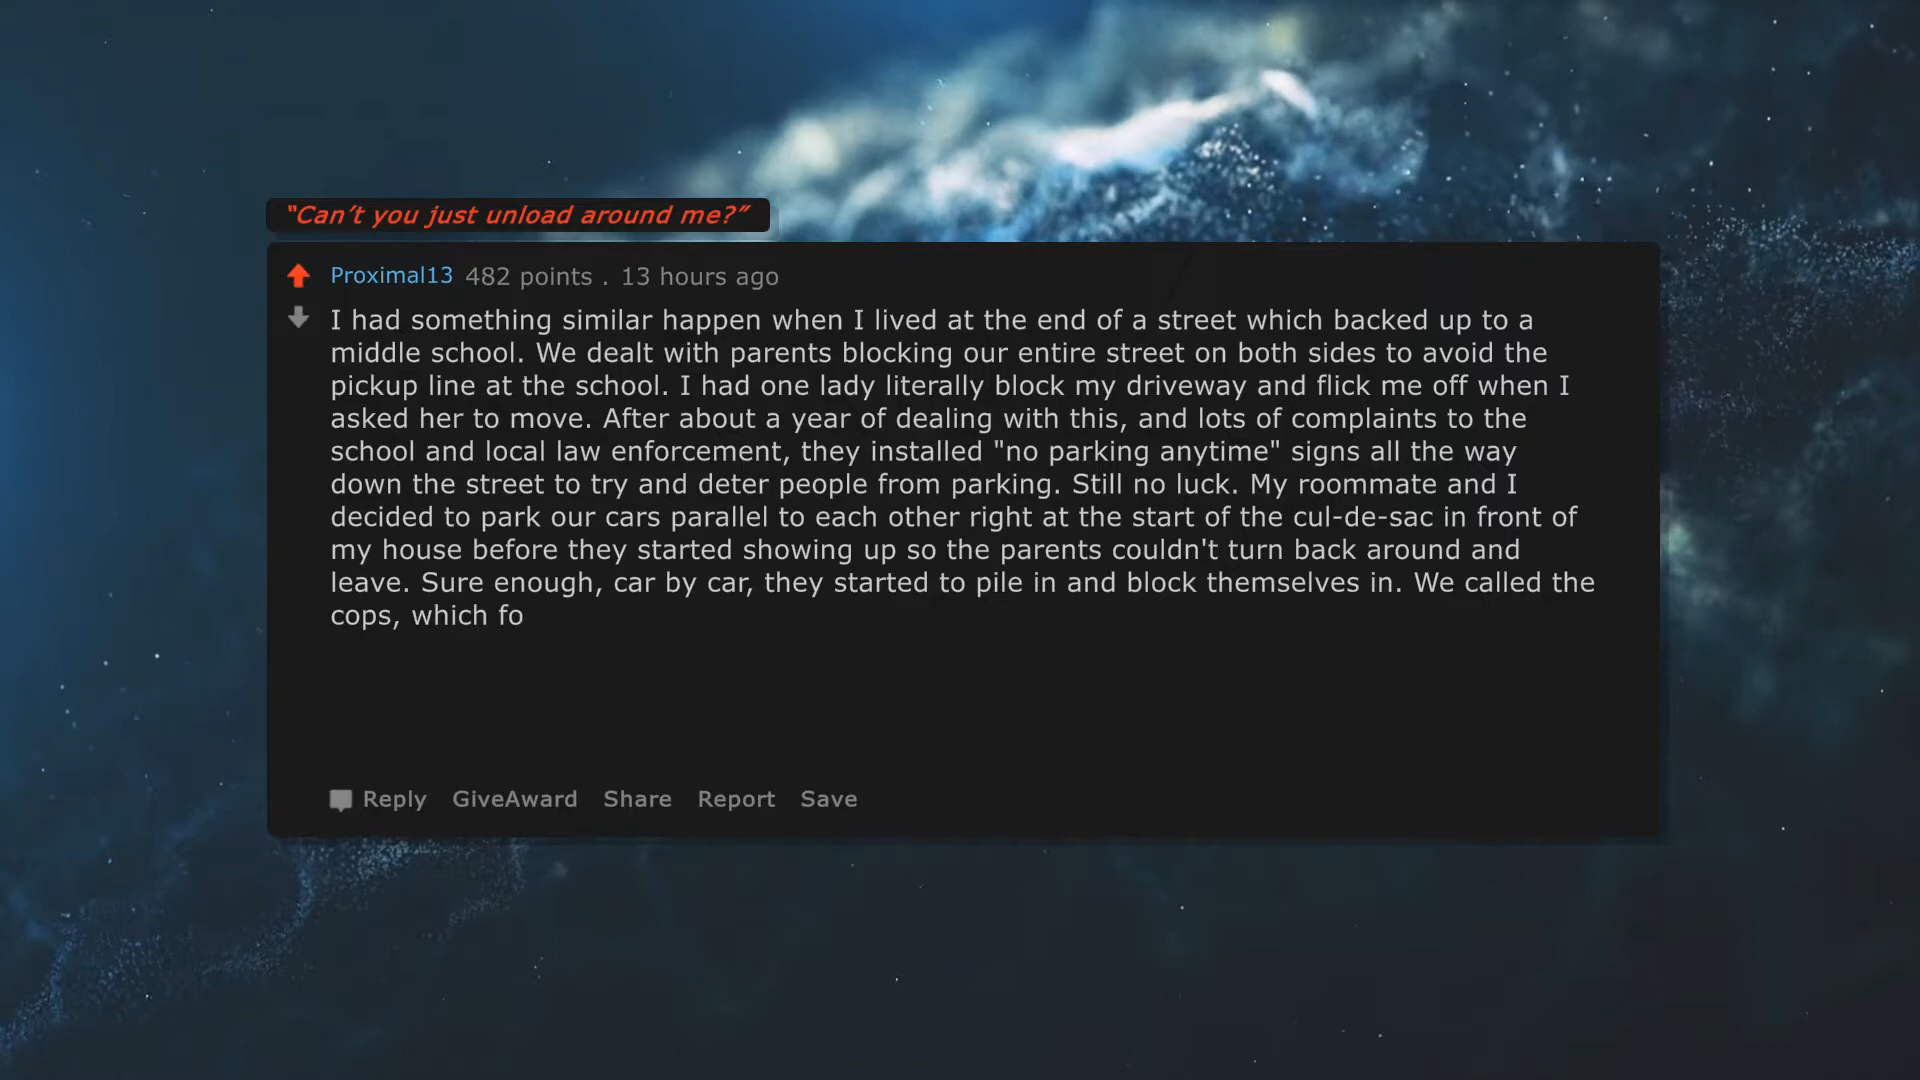 "Can't you just unload around me?"
Proximal13 482 points . 13 hours ago
I had something similar happen when I lived at the end of a street which backed up to a
middle school. We dealt with parents blocking our entire street on both sides to avoid the
pickup line at the school. I had one lady literally block my driveway and flick me off when I
asked her to move. After about a year of dealing with this, and lots of complaints to the
school and local law enforcement, they installed "no parking anytime" signs all the way
down the street to try and deter people from parking. Still no luck. My roommate and I
decided to park our cars parallel to each other right at the start of the cul-de-sac in front of
my house before they started showing up so the parents couldn't turn back around and
leave. Sure enough, car by car, they started to pile in and block themselves in. We called the
cops, which fo
Reply GiveAward Share Report Save